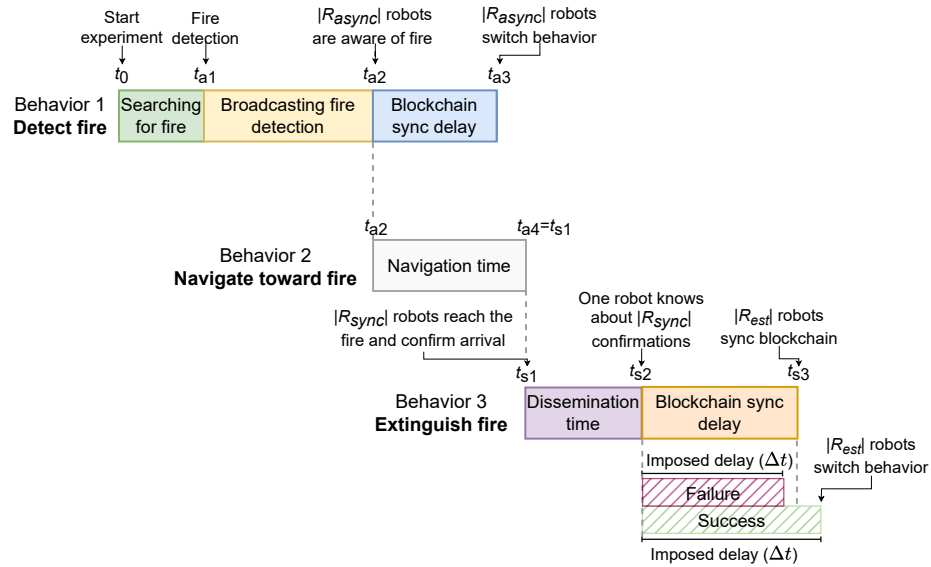 Start
experiment
Fire
detection
|Rasync| robots
are aware of fire
|Rasync| robots
switch behavior
t0
ta1
ta2
ta3
Behavior 1
Detect fire
Searching
for fire
Broadcasting fire
detection
Blockchain
sync delay
ta2
ta4=ts1
Behavior 2
Navigate toward fire
Navigation time
|Rsync| robots reach the
fire and confirm arrival
One robot knows
about |Rsync|
confirmations
|Rest| robots
sync blockchain
ts1
ts2
ts3
Behavior 3
Extinguish fire
Dissemination
time
Blockchain sync
delay
|Rest| robots
switch behavior
Imposed delay (Δt)
Failure
Success
Imposed delay (Δt)